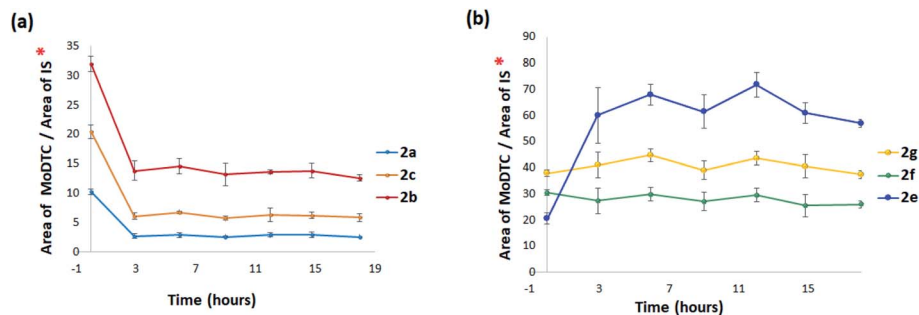 (a)
Area of MoDTC / Area of IS *
35
30
25
20
15
10
5
0
-1 3 7 11 15 19
Time (hours)
2a
2c
2b
(b)
Area of MoDTC / Area of IS *
90
80
70
60
50
40
30
20
10
0
-1 3 7 11 15
Time (hours)
2g
2f
2e